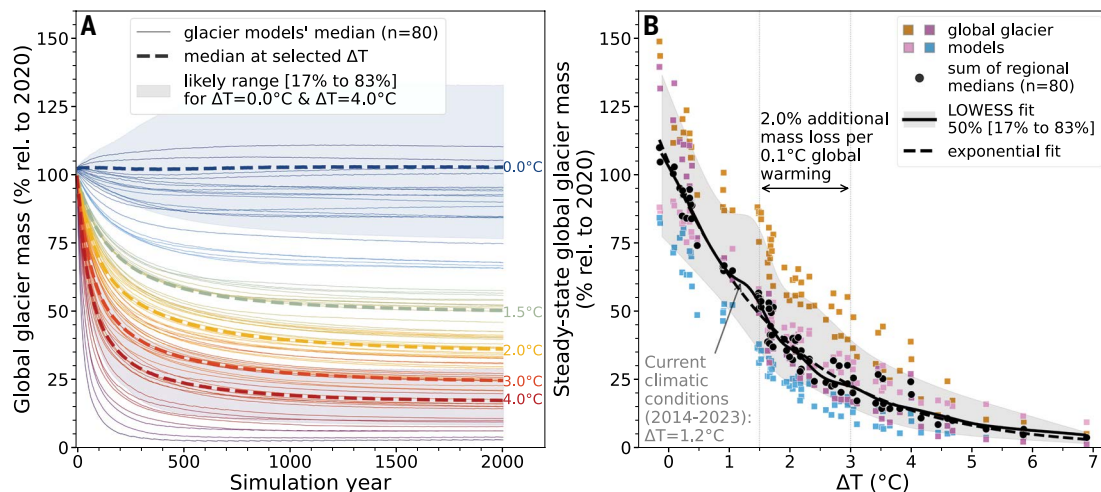 A
glacier models' median (n=80)
median at selected ΔT
likely range [17% to 83%]
for ΔT=0.0°C & ΔT=4.0°C
Global glacier mass (% rel. to 2020)
150
125
100
75
50
25
0
0.0°C
1.5°C
2.0°C
3.0°C
4.0°C
0
500
1000
1500
2000
Simulation year
B
global glacier
models
sum of regional
medians (n=80)
LOWESS fit
50% [17% to 83%]
exponential fit
2.0% additional
mass loss per
0.1°C global
warming
Current
climatic
conditions
(2014-2023):
ΔT=1.2°C
Steady-state global glacier mass
(% rel. to 2020)
150
125
100
75
50
25
0
0
1
2
3
4
5
6
7
ΔT (°C)